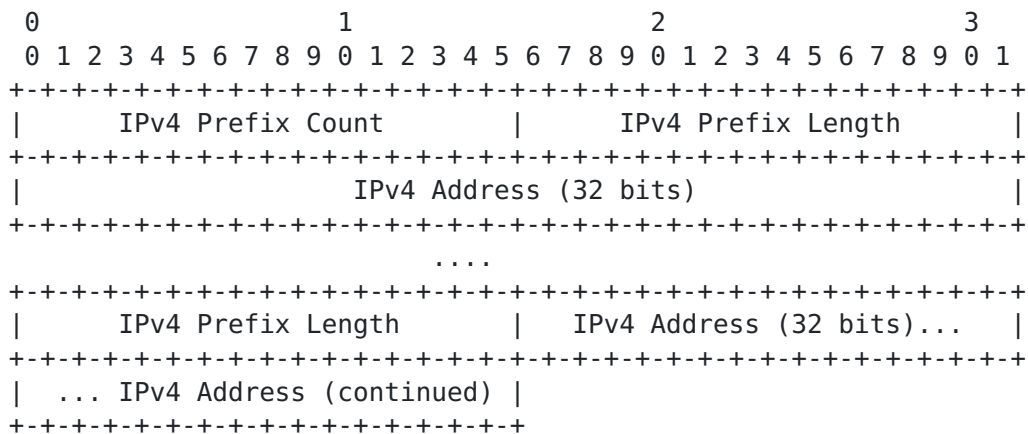 0                   1                   2                   3
 0 1 2 3 4 5 6 7 8 9 0 1 2 3 4 5 6 7 8 9 0 1 2 3 4 5 6 7 8 9 0 1
+-+-+-+-+-+-+-+-+-+-+-+-+-+-+-+-+-+-+-+-+-+-+-+-+-+-+-+-+-+-+-+-+
|      IPv4 Prefix Count        |      IPv4 Prefix Length       |
+-+-+-+-+-+-+-+-+-+-+-+-+-+-+-+-+-+-+-+-+-+-+-+-+-+-+-+-+-+-+-+-+
|                     IPv4 Address (32 bits)                    |
+-+-+-+-+-+-+-+-+-+-+-+-+-+-+-+-+-+-+-+-+-+-+-+-+-+-+-+-+-+-+-+-+
                           ....
+-+-+-+-+-+-+-+-+-+-+-+-+-+-+-+-+-+-+-+-+-+-+-+-+-+-+-+-+-+-+-+-+
|      IPv4 Prefix Length       |   IPv4 Address (32 bits)...   |
+-+-+-+-+-+-+-+-+-+-+-+-+-+-+-+-+-+-+-+-+-+-+-+-+-+-+-+-+-+-+-+-+
|  ... IPv4 Address (continued) |
+-+-+-+-+-+-+-+-+-+-+-+-+-+-+-+-+